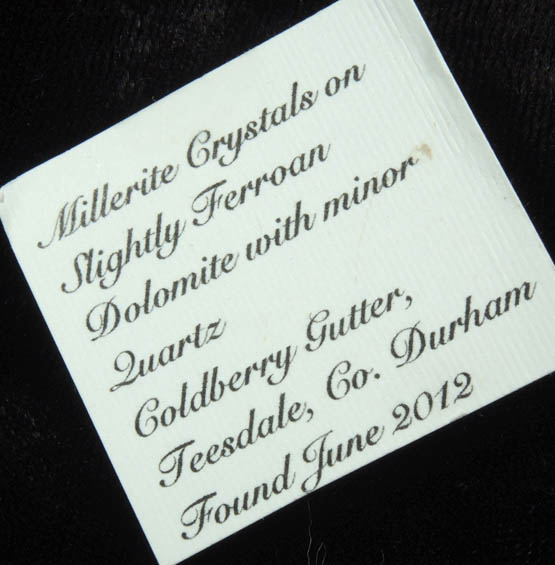 Millerite Crystals on
Slightly Ferroan
Dolomite with minor
Quartz
Coldberry Gutter,
Teesdale, Co. Durham
Found June 2012